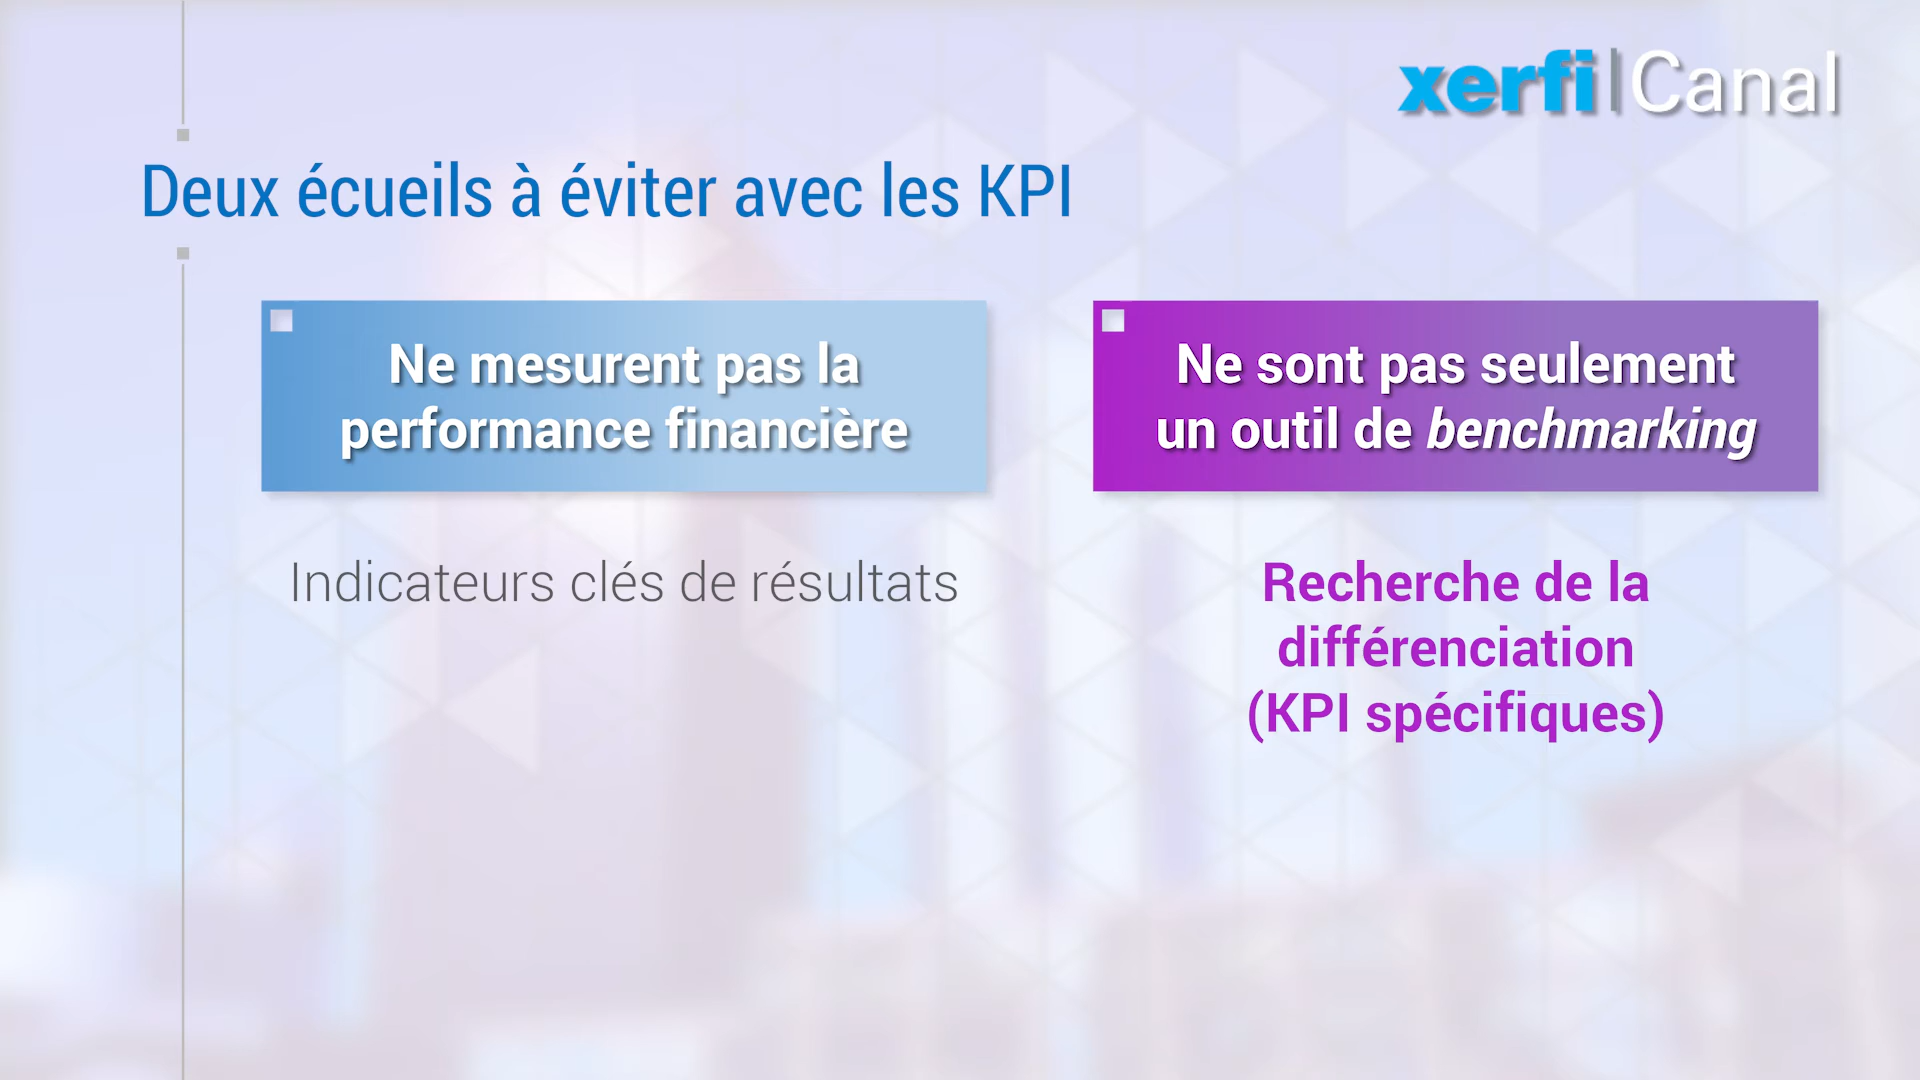 xerfi|Canal
Deux écueils à éviter avec les KPI
Ne mesurent pas la
performance financière
Indicateurs clés de résultats
Ne sont pas seulement
un outil de benchmarking
Recherche de la
différenciation
(KPI spécifiques)